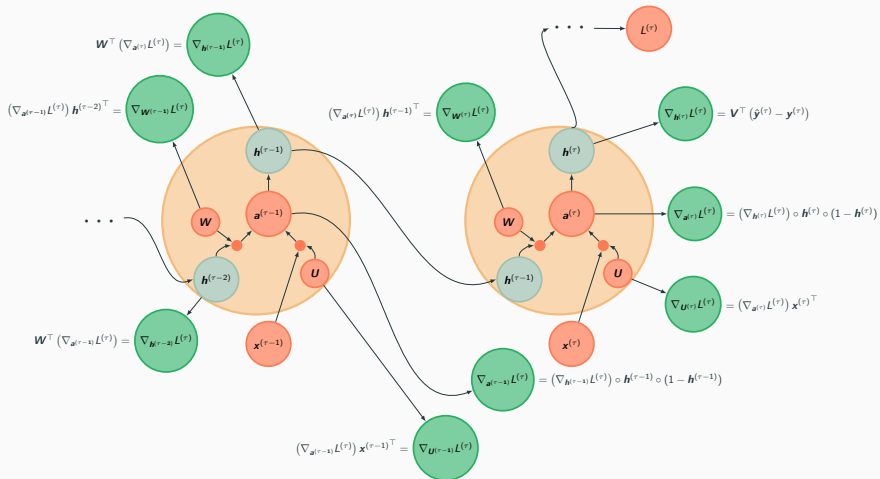 L^(τ)
W^⊤ (∇_{a^(τ)} L^(τ)) = ∇_{h^(τ−1)} L^(τ)
(∇_{a^(τ−1)} L^(τ)) h^(τ−2)^⊤ = ∇_{W^(τ−1)} L^(τ)
(∇_{a^(τ)} L^(τ)) h^(τ−1)^⊤ = ∇_{W^(τ)} L^(τ)
∇_{h^(τ)} L^(τ) = V^⊤ (ŷ^(τ) − y^(τ))
h^(τ−1)
h^(τ)
W
a^(τ−1)
W
a^(τ)
∇_{a^(τ)} L^(τ) = (∇_{h^(τ)} L^(τ)) ∘ h^(τ) ∘ (1 − h^(τ))
h^(τ−2)
U
h^(τ−1)
U
∇_{U^(τ)} L^(τ) = (∇_{a^(τ)} L^(τ)) x^(τ)^⊤
W^⊤ (∇_{a^(τ−1)} L^(τ)) = ∇_{h^(τ−2)} L^(τ)
x^(τ−1)
x^(τ)
∇_{a^(τ−1)} L^(τ) = (∇_{h^(τ−1)} L^(τ)) ∘ h^(τ−1) ∘ (1 − h^(τ−1))
(∇_{a^(τ−1)} L^(τ)) x^(τ−1)^⊤ = ∇_{U^(τ−1)} L^(τ)